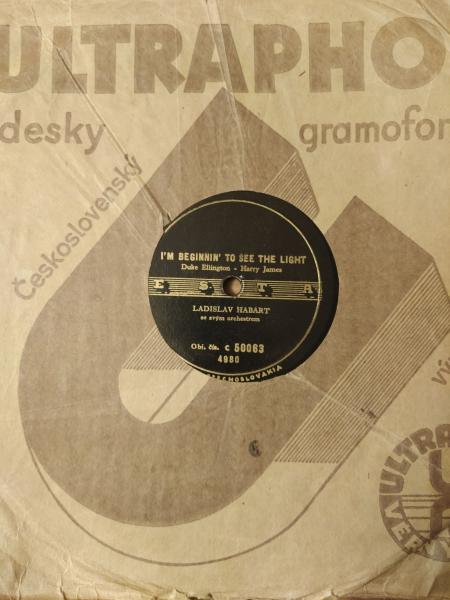 ULTRAPHO
desky gramofon
Československý
I'M BEGINNIN' TO SEE THE LIGHT
Duke Ellington - Harry James
ESTA
LADISLAV HABART
se svým orchestrem
Obj. čís. C 50063
4980
CZECHOSLOVAKIA
vý
ULTRAPH